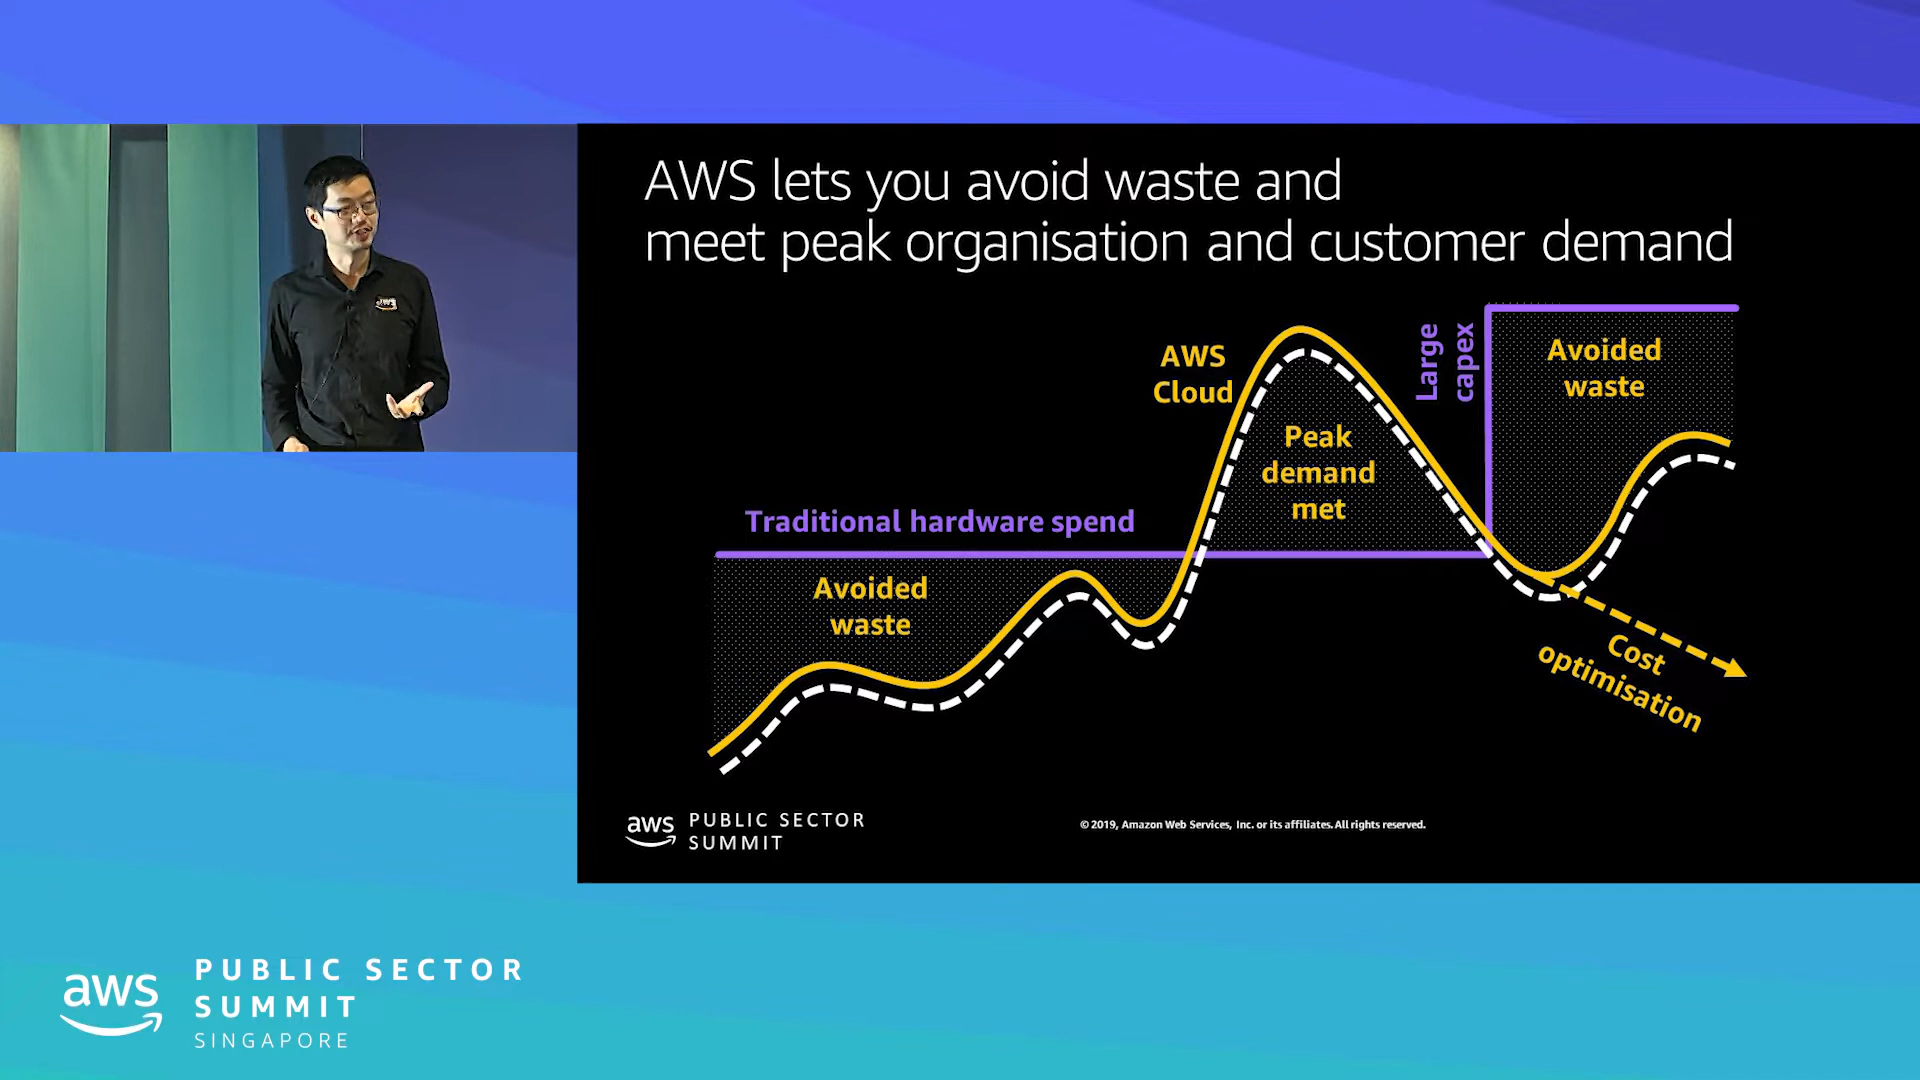 AWS lets you avoid waste and
meet peak organisation and customer demand
AWS
Cloud
Large
capex
Avoided
waste
Peak
demand
met
Traditional hardware spend
Avoided
waste
Cost
optimisation
aws
PUBLIC SECTOR
SUMMIT
© 2019, Amazon Web Services, Inc. or its affiliates. All rights reserved.
aws
aws
PUBLIC SECTOR
SUMMIT
SINGAPORE